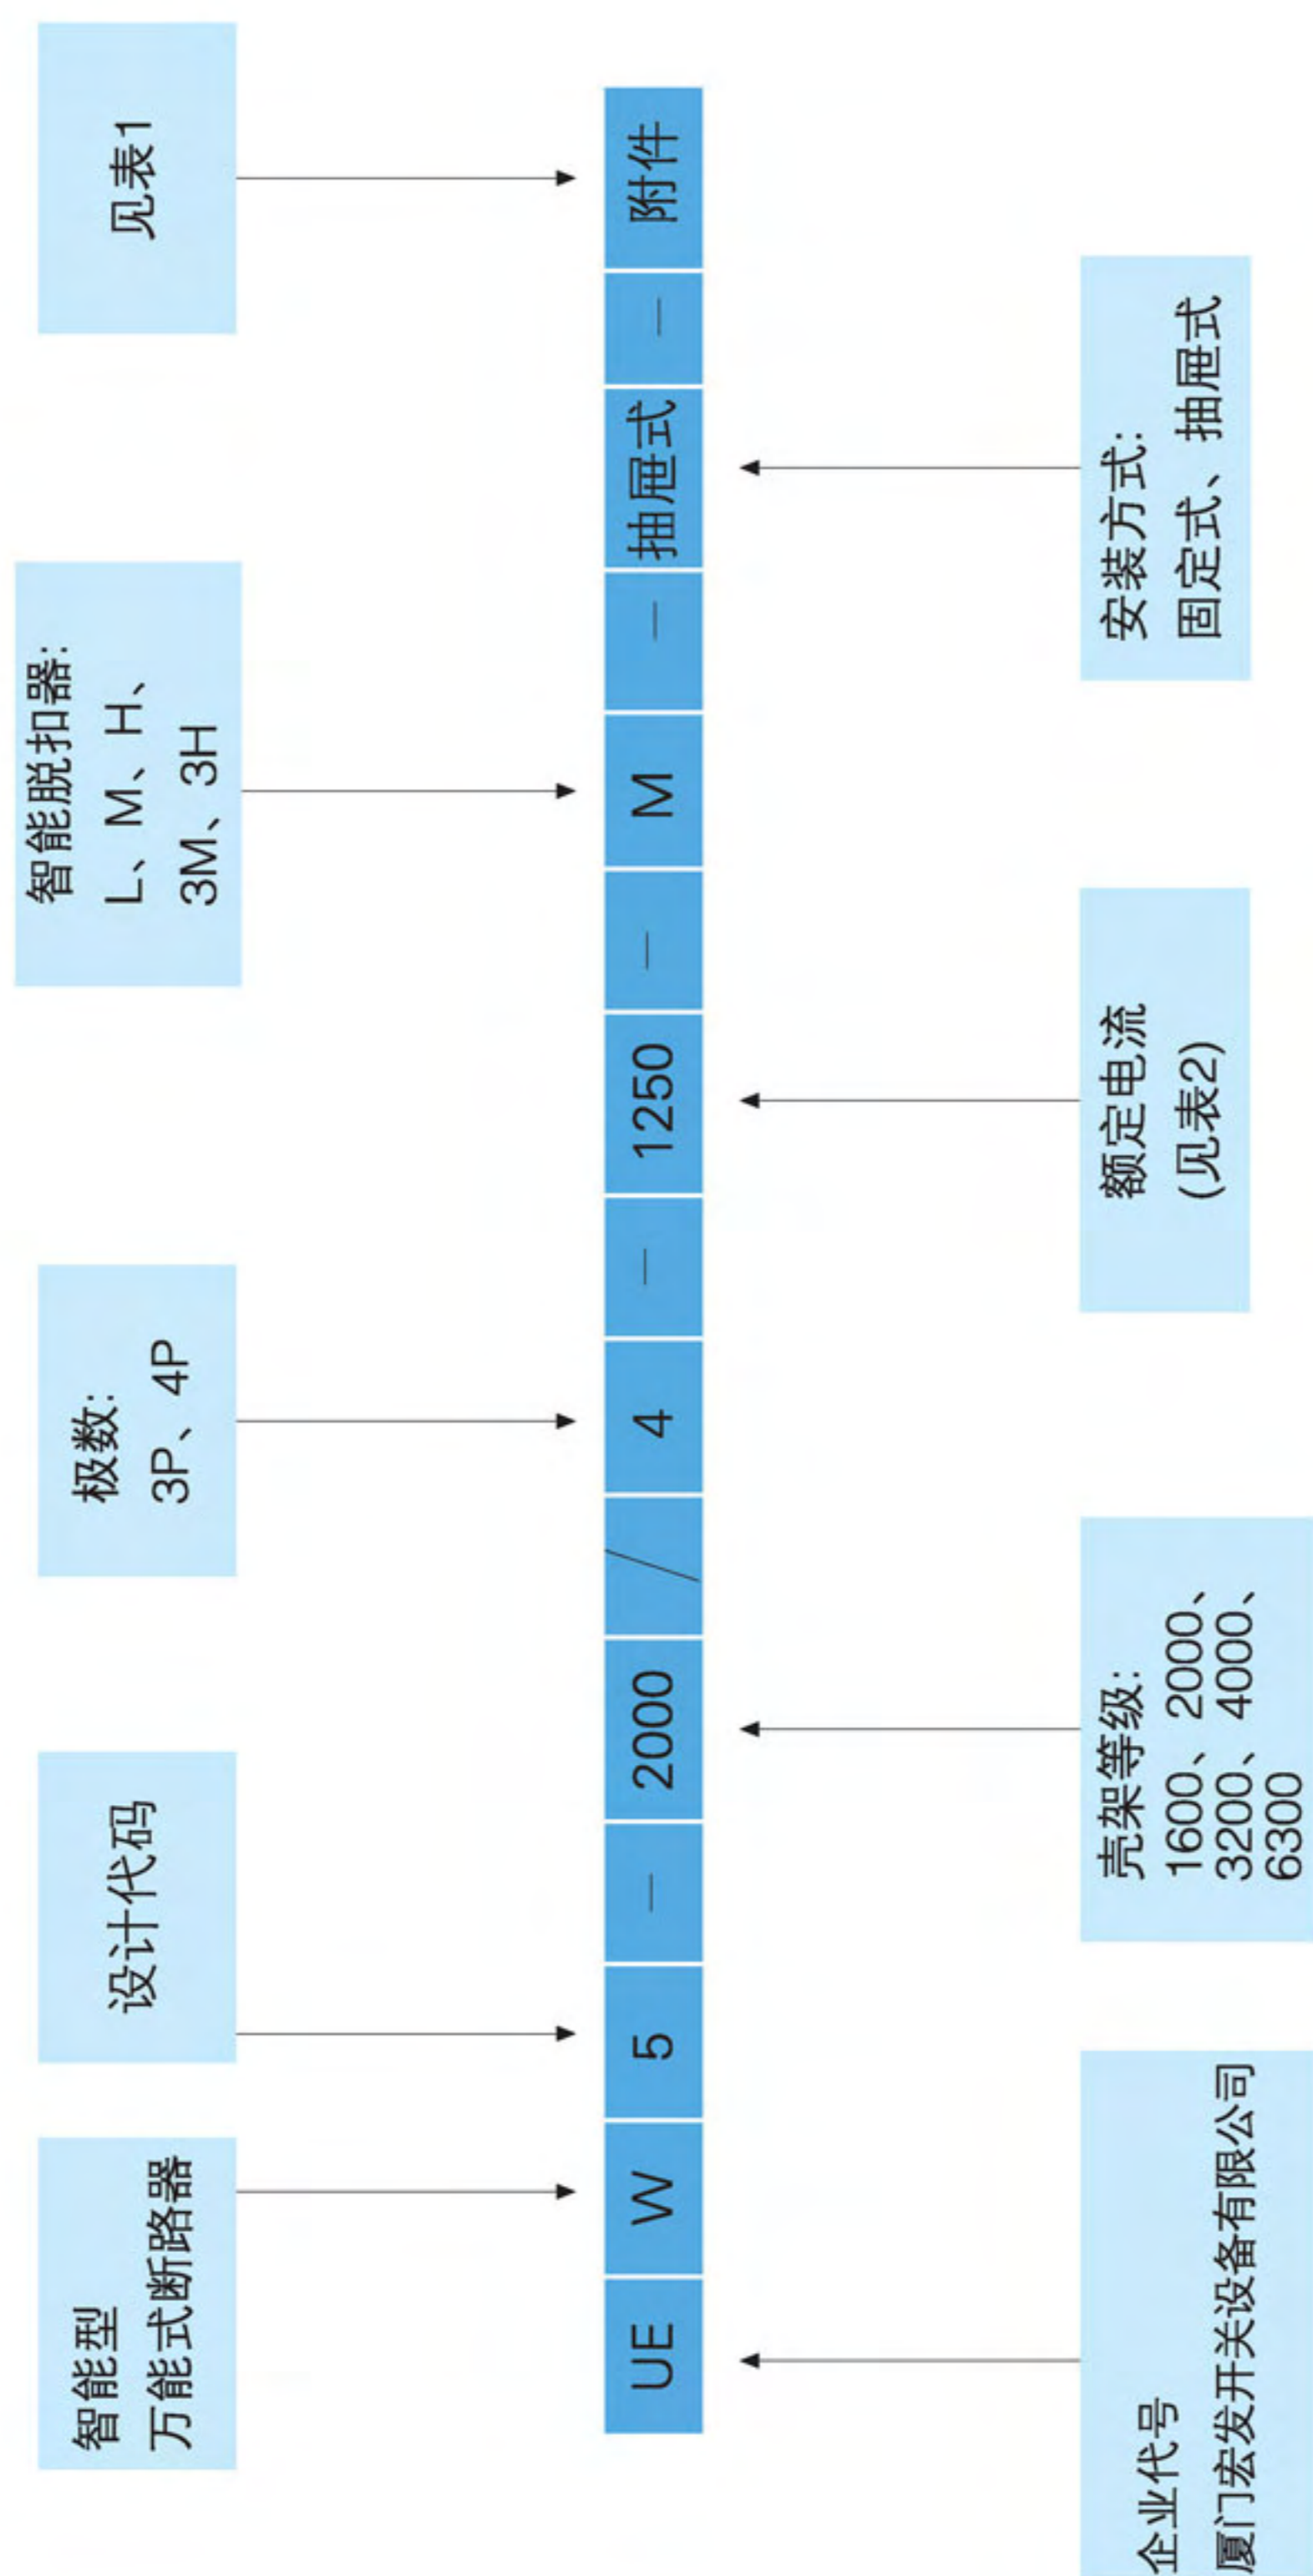 智能型
万能式断路器
设计代码
极数:
3P、4P
智能脱扣器:
L、M、H、
3M、3H
见表1
UE W 5 — 2000 / 4 — 1250 — M — 抽屉式 — 附件
企业代号
厦门宏发开关设备有限公司
壳架等级:
1600、2000、
3200、4000、
6300
额定电流
(见表2)
安装方式:
固定式、抽屉式